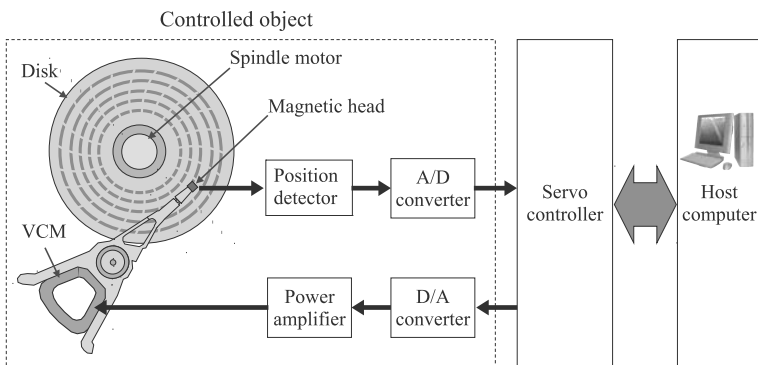 Controlled object
Spindle motor
Disk
Magnetic head
Position
detector
A/D
converter
Servo
controller
Host
computer
VCM
Power
amplifier
D/A
converter